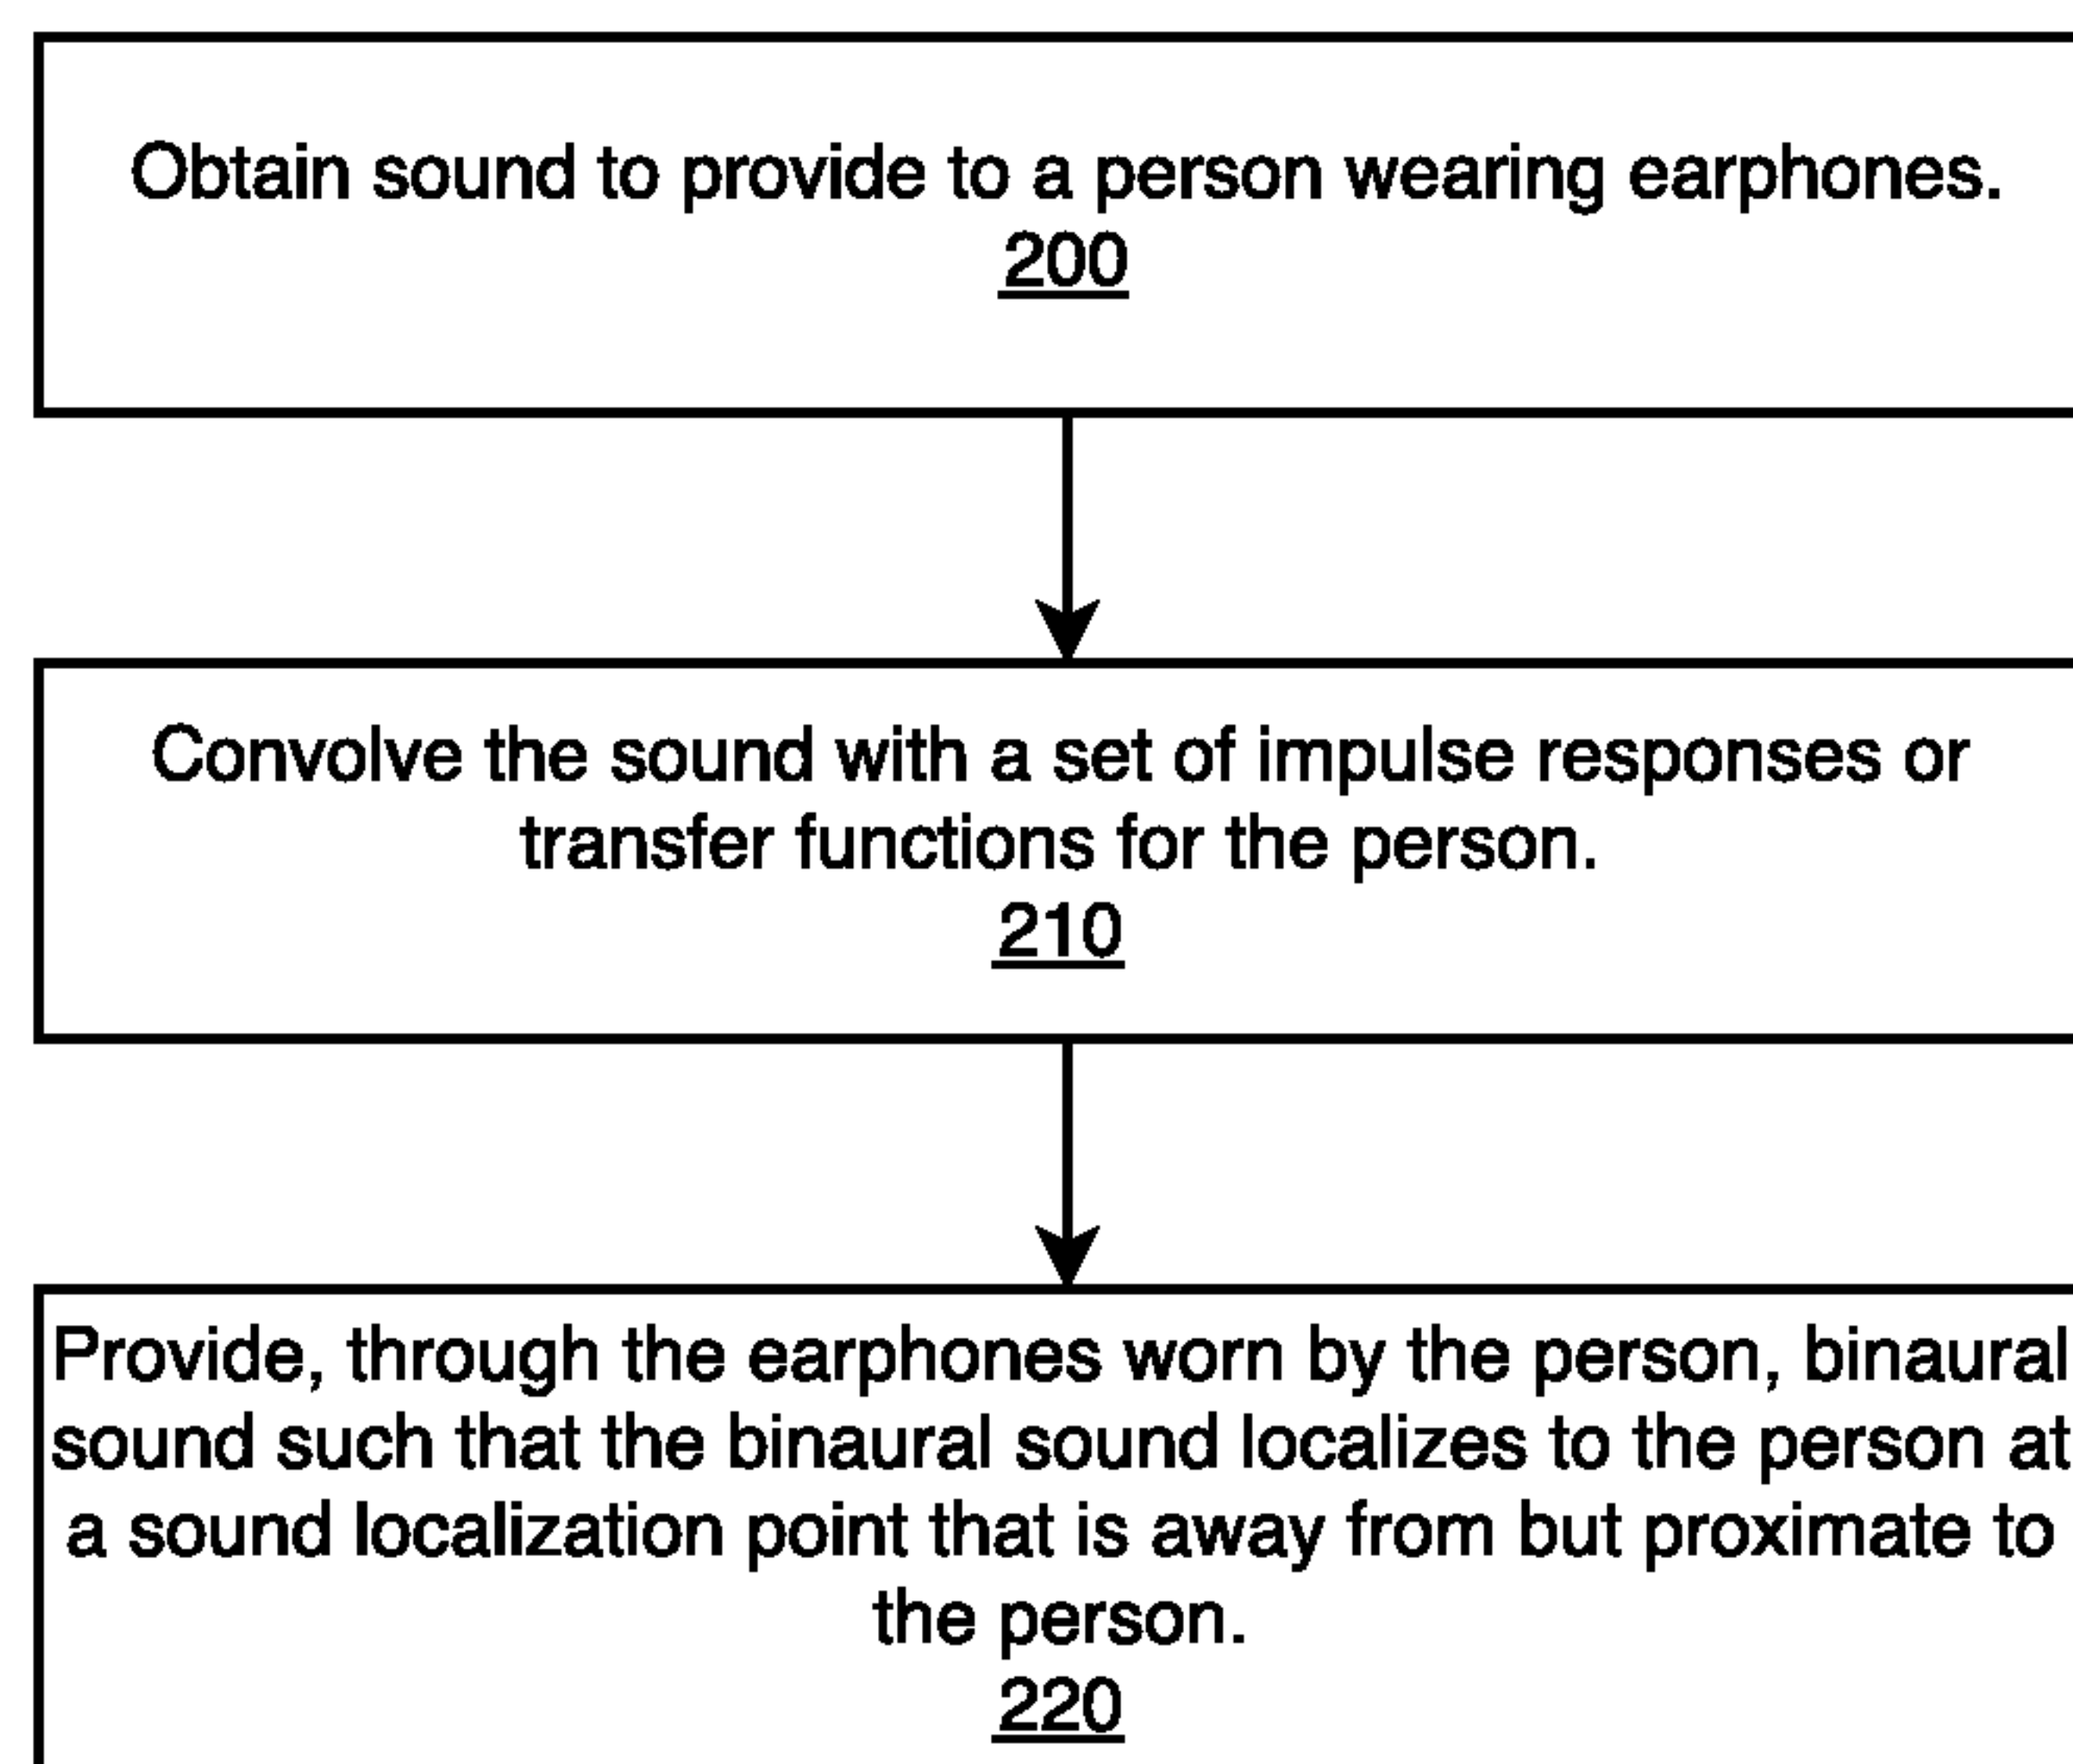 Obtain sound to provide to a person wearing earphones.
200
Convolve the sound with a set of impulse responses or
transfer functions for the person.
210
Provide, through the earphones worn by the person, binaural
sound such that the binaural sound localizes to the person at
a sound localization point that is away from but proximate to
the person.
220